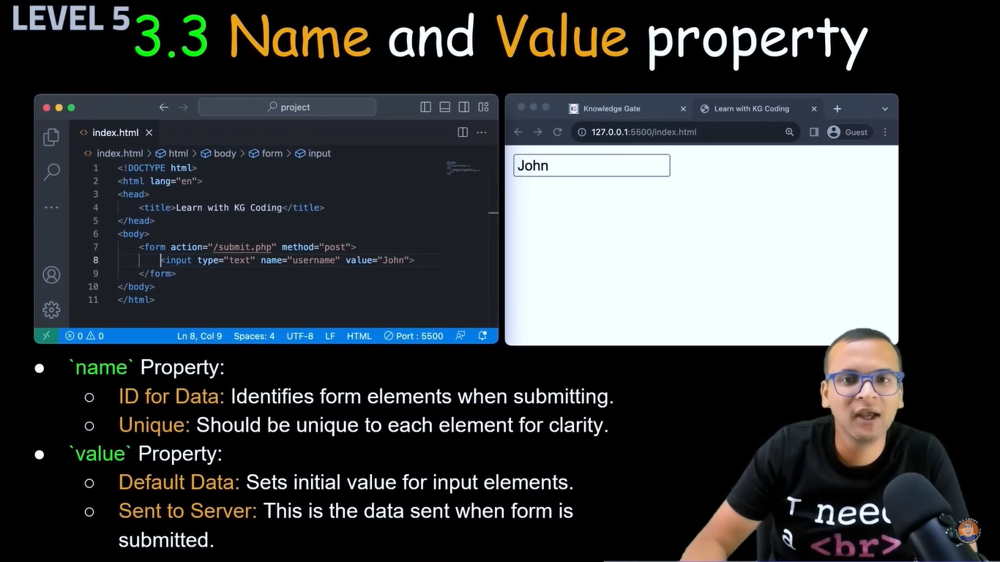 LEVEL 5
3.3 Name and Value property
project
index.html
index.html > html > body > form > input
1 <!DOCTYPE html>
2 <html lang="en">
3 <head>
4 <title>Learn with KG Coding</title>
5 </head>
6 <body>
7 <form action="/submit.php" method="post">
8 <input type="text" name="username" value="John">
9 </form>
10 </body>
11 </html>
0 0 Ln 8, Col 9 Spaces: 4 UTF-8 LF HTML Port : 5500
KG Knowledge Gate Learn with KG Coding
127.0.0.1:5500/index.html Guest
John
● `name` Property:
○ ID for Data: Identifies form elements when submitting.
○ Unique: Should be unique to each element for clarity.
● `value` Property:
○ Default Data: Sets initial value for input elements.
○ Sent to Server: This is the data sent when form is
submitted.
I need
a <br>
KG CODING